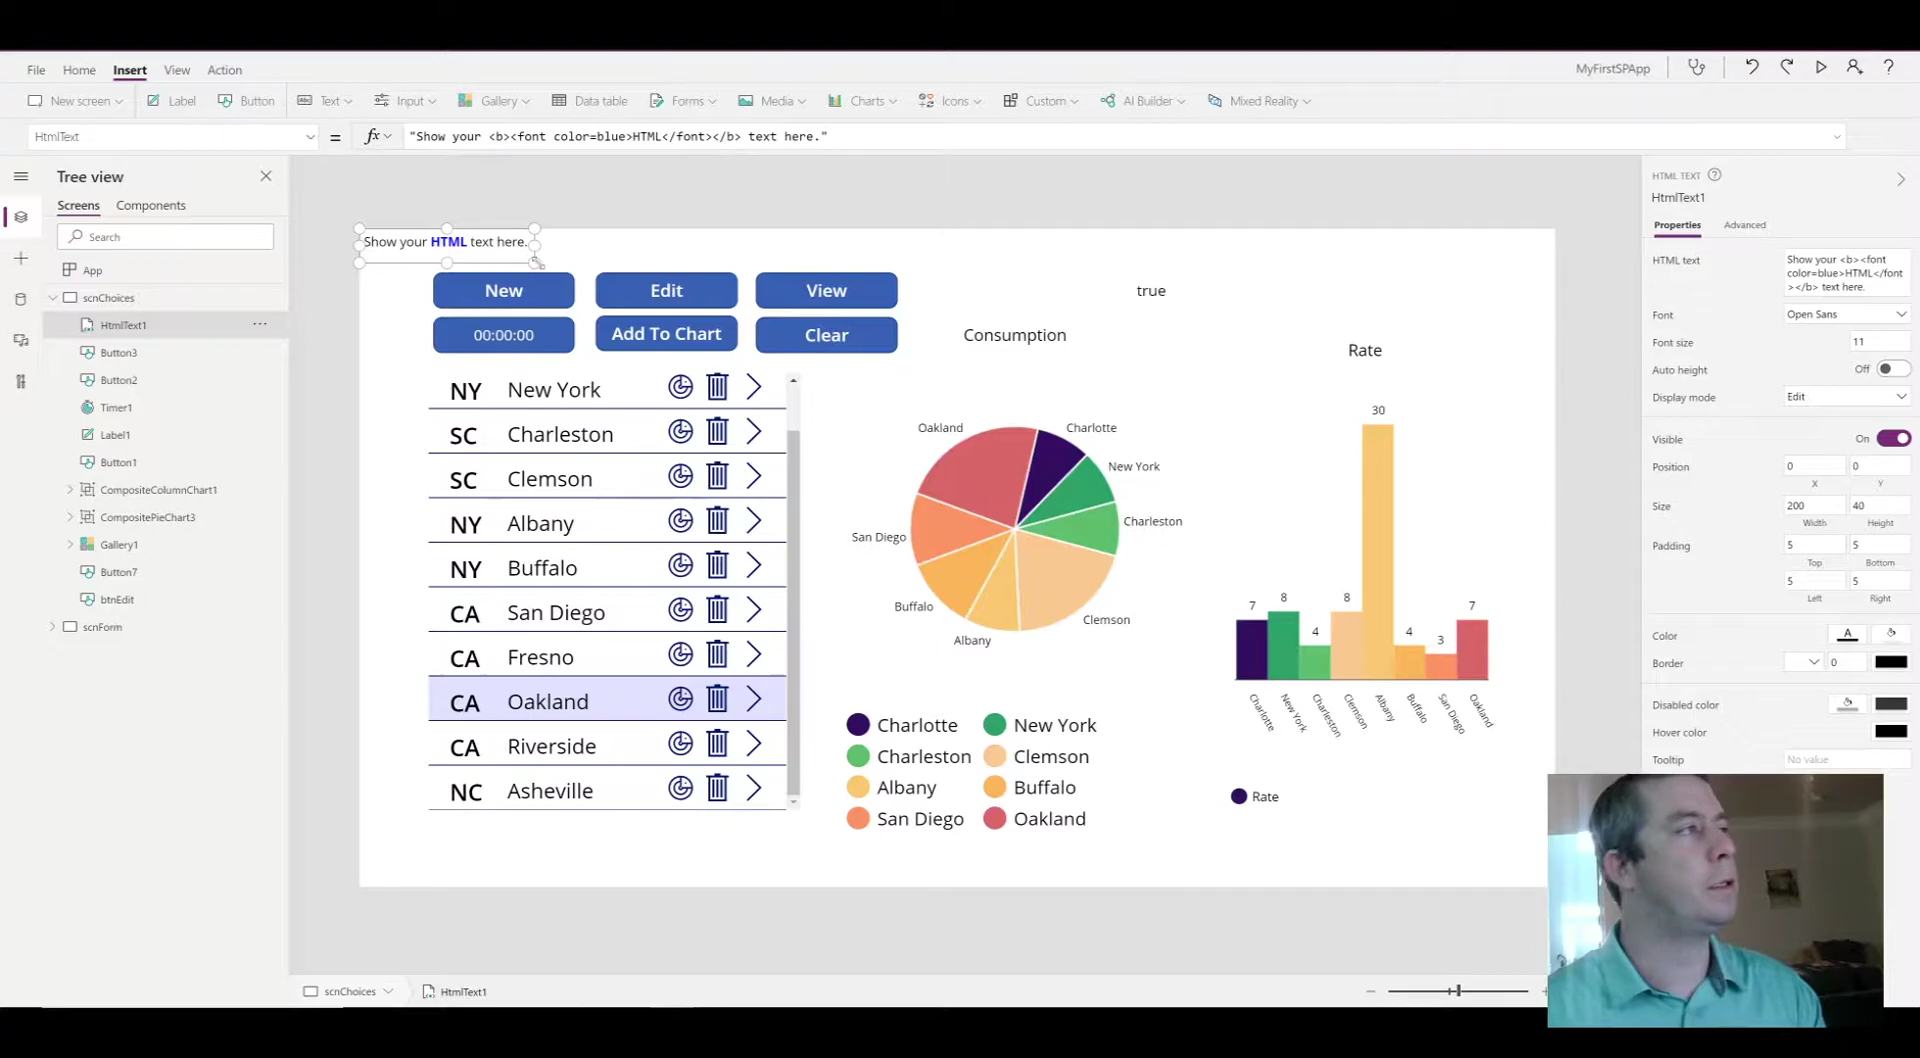 File Home Insert View Action
MyFirstSPApp
New screen Label Button Text Input Gallery Data table Forms Media Charts Icons Custom AI Builder Mixed Reality
HtmlText = fx "Show your <b><font color=blue>HTML</font></b> text here."
Tree view
Screens Components
Search
App
scnChoices
HtmlText1 ...
Button3
Button2
Timer1
Label1
Button1
CompositeColumnChart1
CompositePieChart3
Gallery1
Button7
btnEdit
scnForm
Show your HTML text here.
New Edit View
00:00:00 Add To Chart Clear
NY New York
SC Charleston
SC Clemson
NY Albany
NY Buffalo
CA San Diego
CA Fresno
CA Oakland
CA Riverside
NC Asheville
true
Consumption
Oakland
Charlotte
New York
Charleston
San Diego
Buffalo
Clemson
Albany
Charlotte New York
Charleston Clemson
Albany Buffalo
San Diego Oakland
Rate
30
7 8 4 8 4 3 7
Charlotte New York Charleston Clemson Albany Buffalo San Diego Oakland
Rate
HTML TEXT ?
HtmlText1
Properties Advanced
HTML text Show your <b><font
color=blue>HTML</font
></b> text here.
Font Open Sans
Font size 11
Auto height Off
Display mode Edit
Visible On
Position 0 0
X Y
Size 200 40
Width Height
Padding 5 5
Top Bottom
5 5
Left Right
Color A
Border 0
Disabled color
Hover color
Tooltip No value
scnChoices HtmlText1